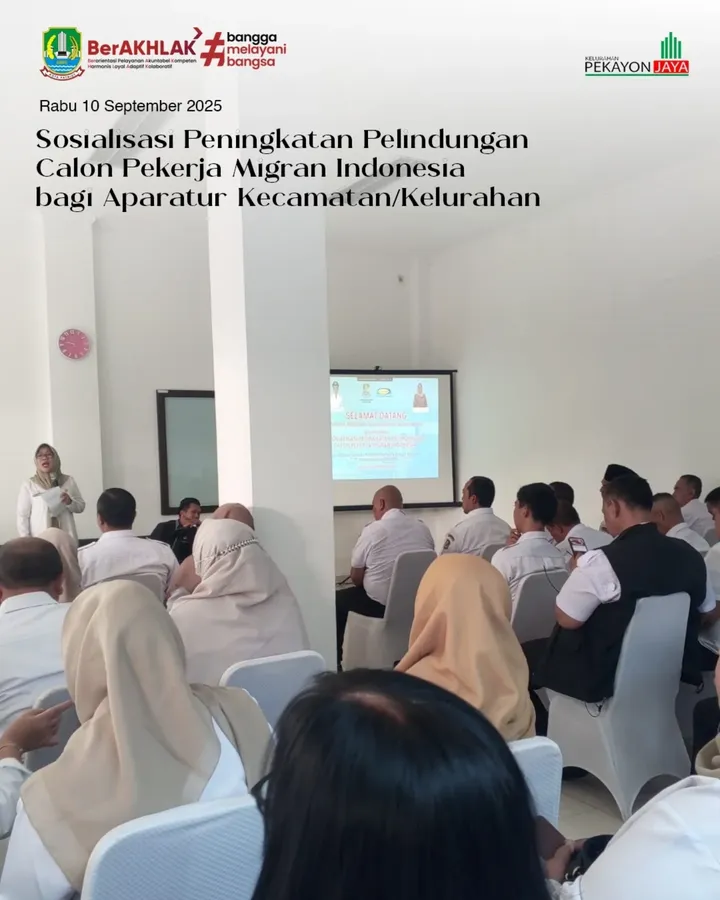 BerAKHLAK
Berorientasi Pelayanan Akuntabel Kompeten
Harmonis Loyal Adaptif Kolaboratif
#bangga
melayani
bangsa
KELURAHAN
PEKAYON JAYA
Rabu 10 September 2025
Sosialisasi Peningkatan Pelindungan
Calon Pekerja Migran Indonesia
bagi Aparatur Kecamatan/Kelurahan
SELAMAT DATANG